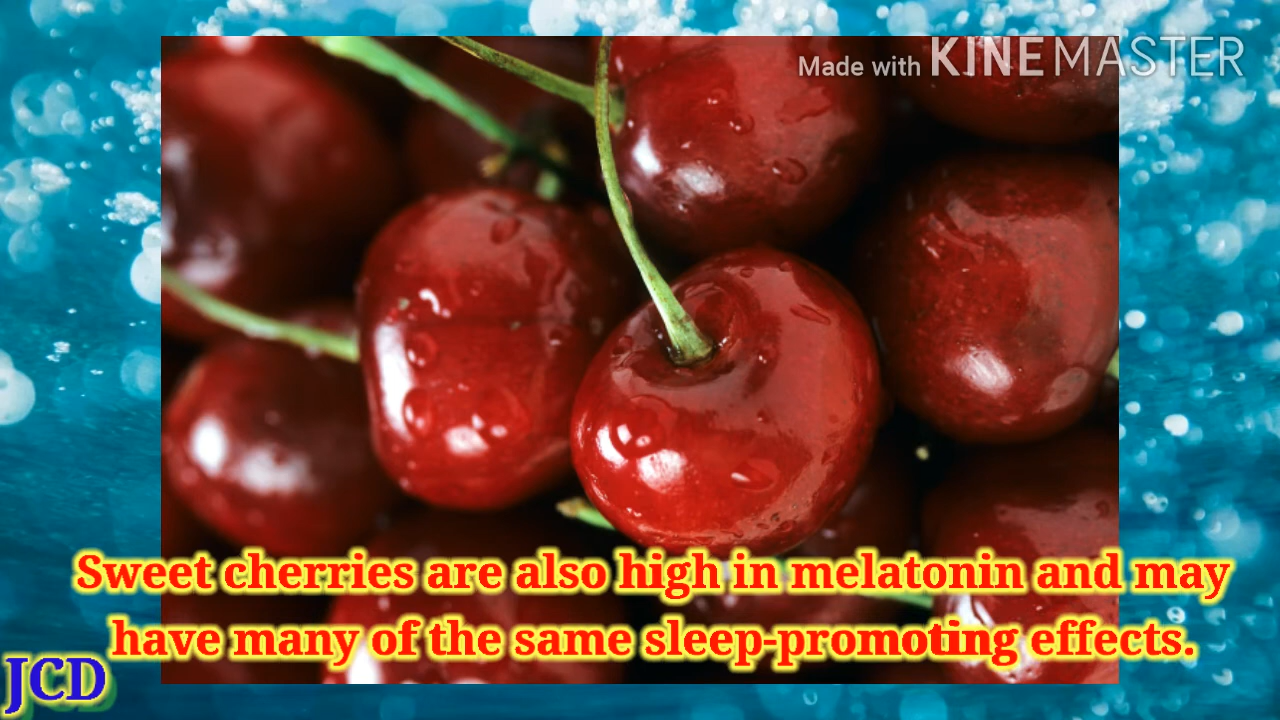 Made with KINEMASTER
Sweet cherries are also high in melatonin and may
have many of the same sleep-promoting effects.
JCD